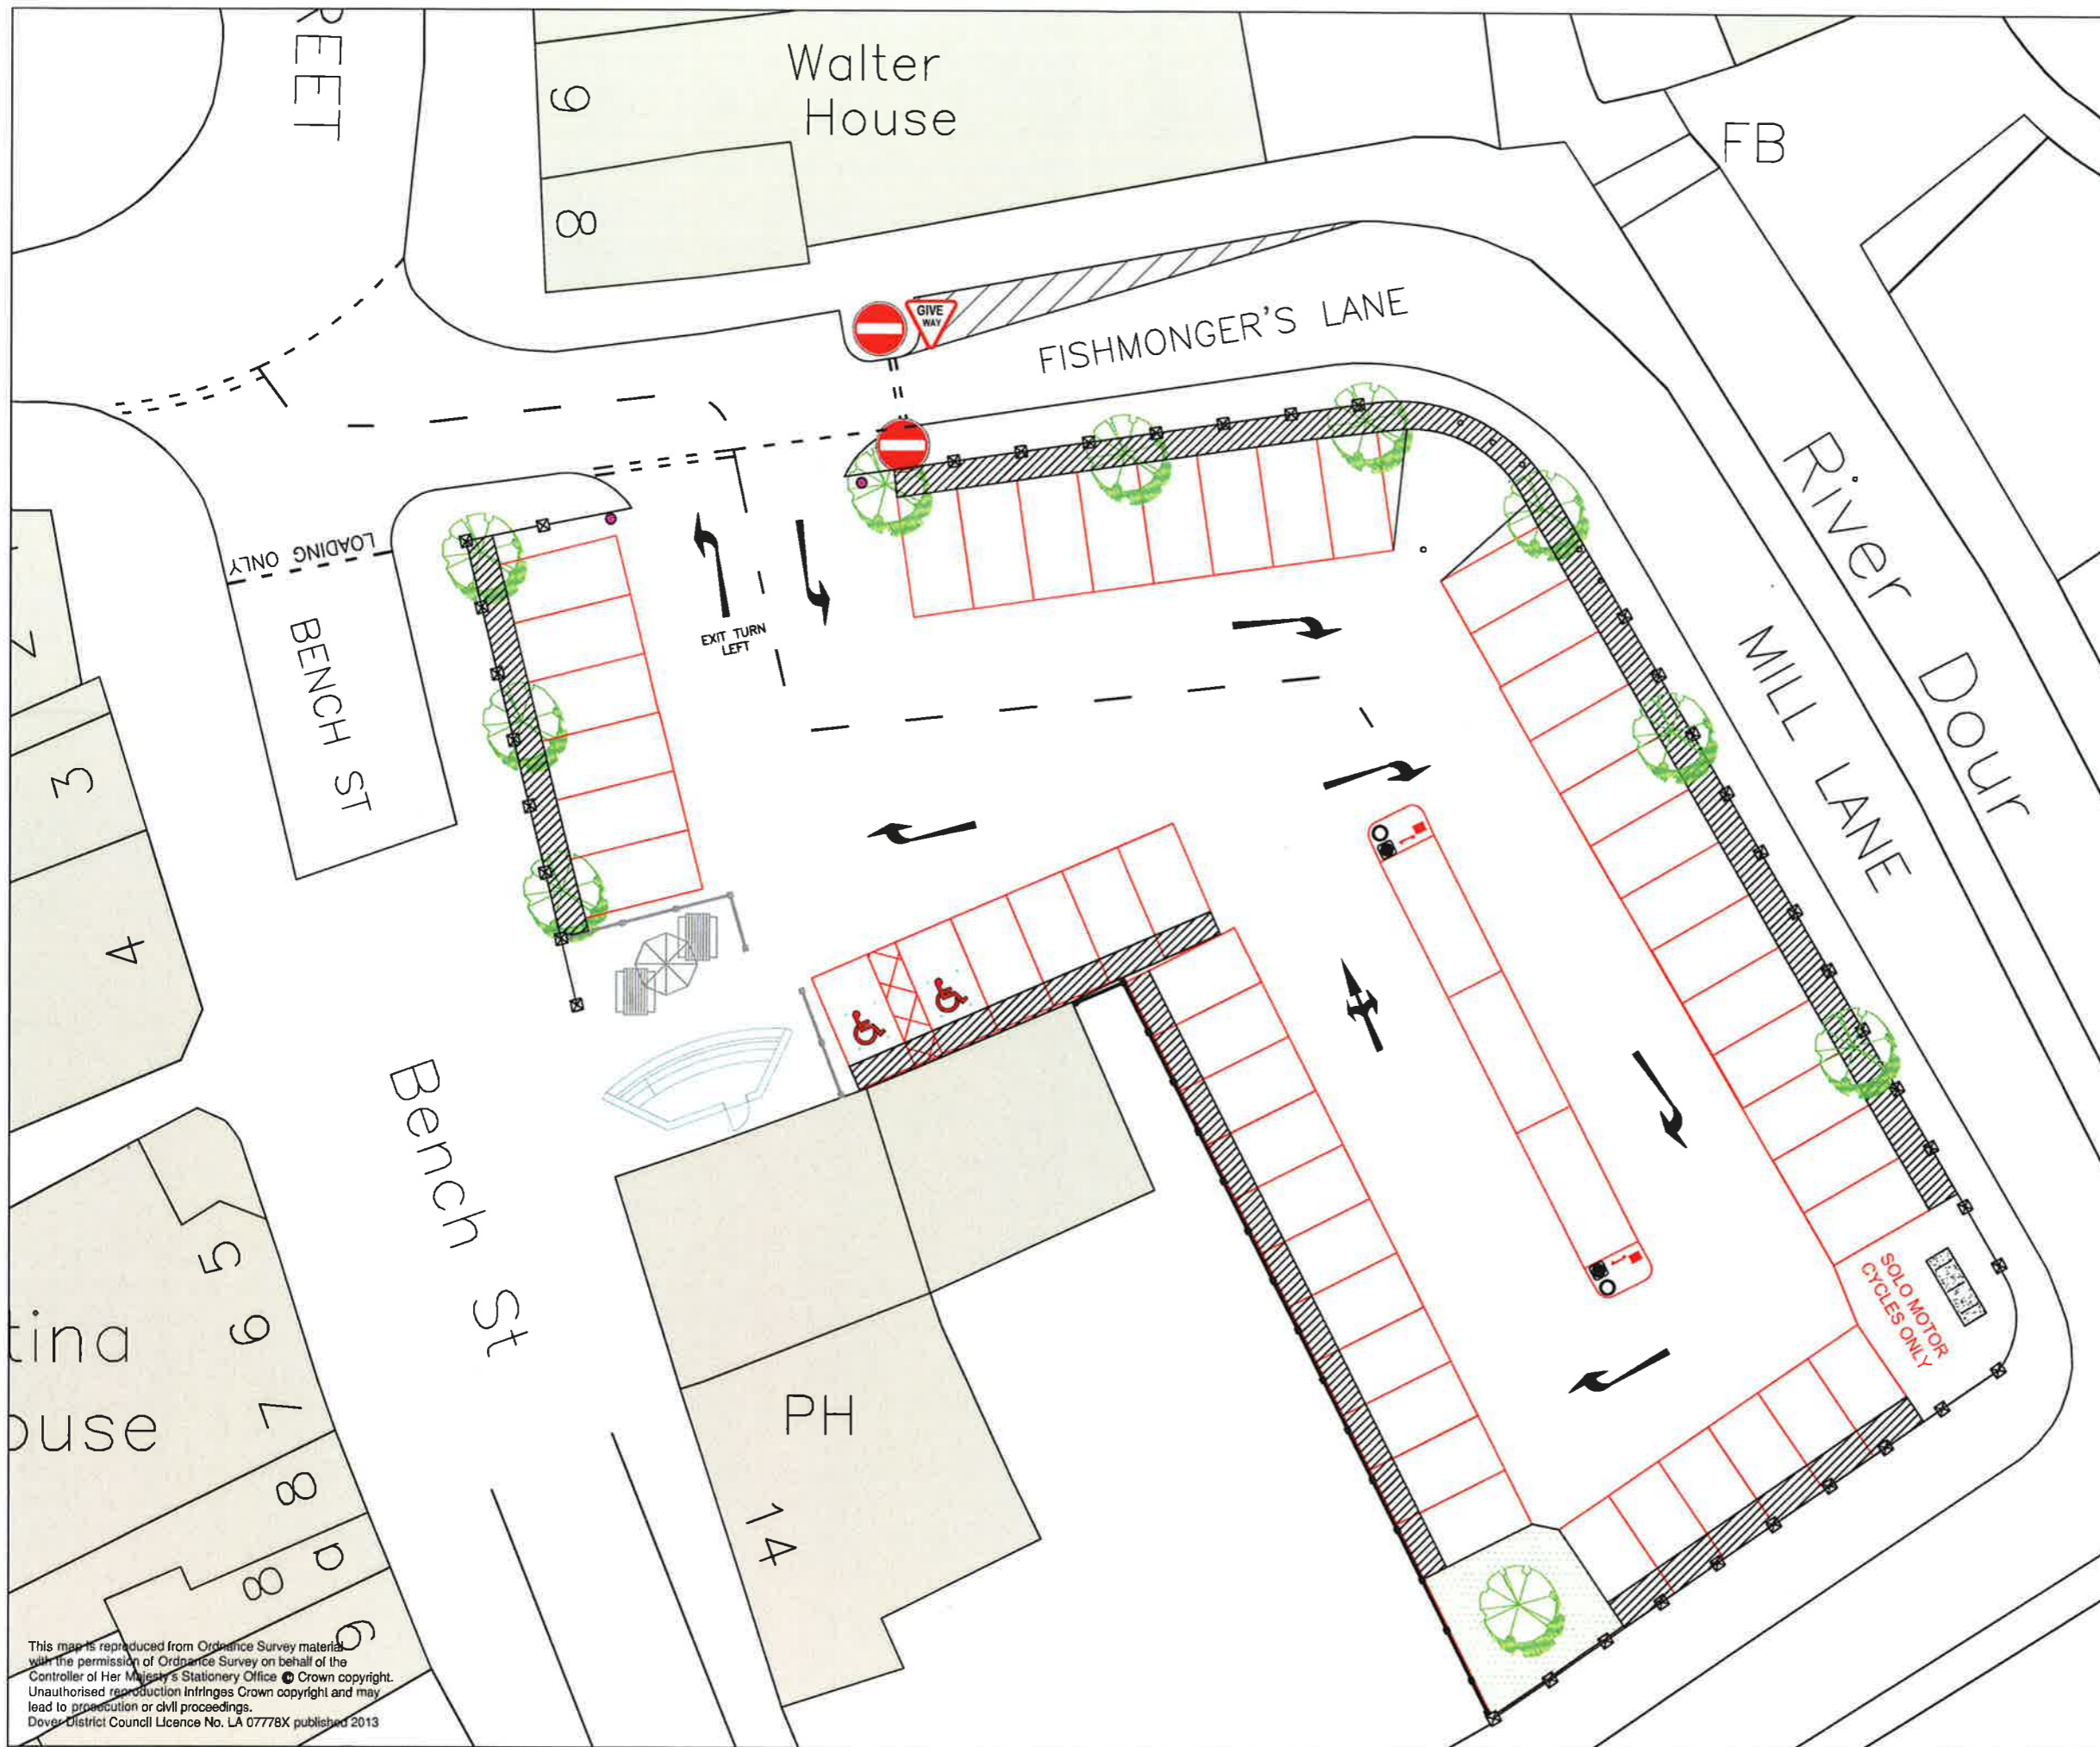 REET
Walter
House
9
8
FB
GIVE
WAY
FISHMONGER'S LANE
River Dour
MILL LANE
LOADING ONLY
BENCH ST
EXIT TURN
LEFT
2
3
4
Bench St
5
6
7
8
8 a
9
tina
ouse
PH
14
SOLO MOTOR
CYCLES ONLY
This map is reproduced from Ordnance Survey material
with the permission of Ordnance Survey on behalf of the
Controller of Her Majesty's Stationery Office © Crown copyright.
Unauthorised reproduction infringes Crown copyright and may
lead to prosecution or civil proceedings.
Dover District Council Licence No. LA 07778X published 2013